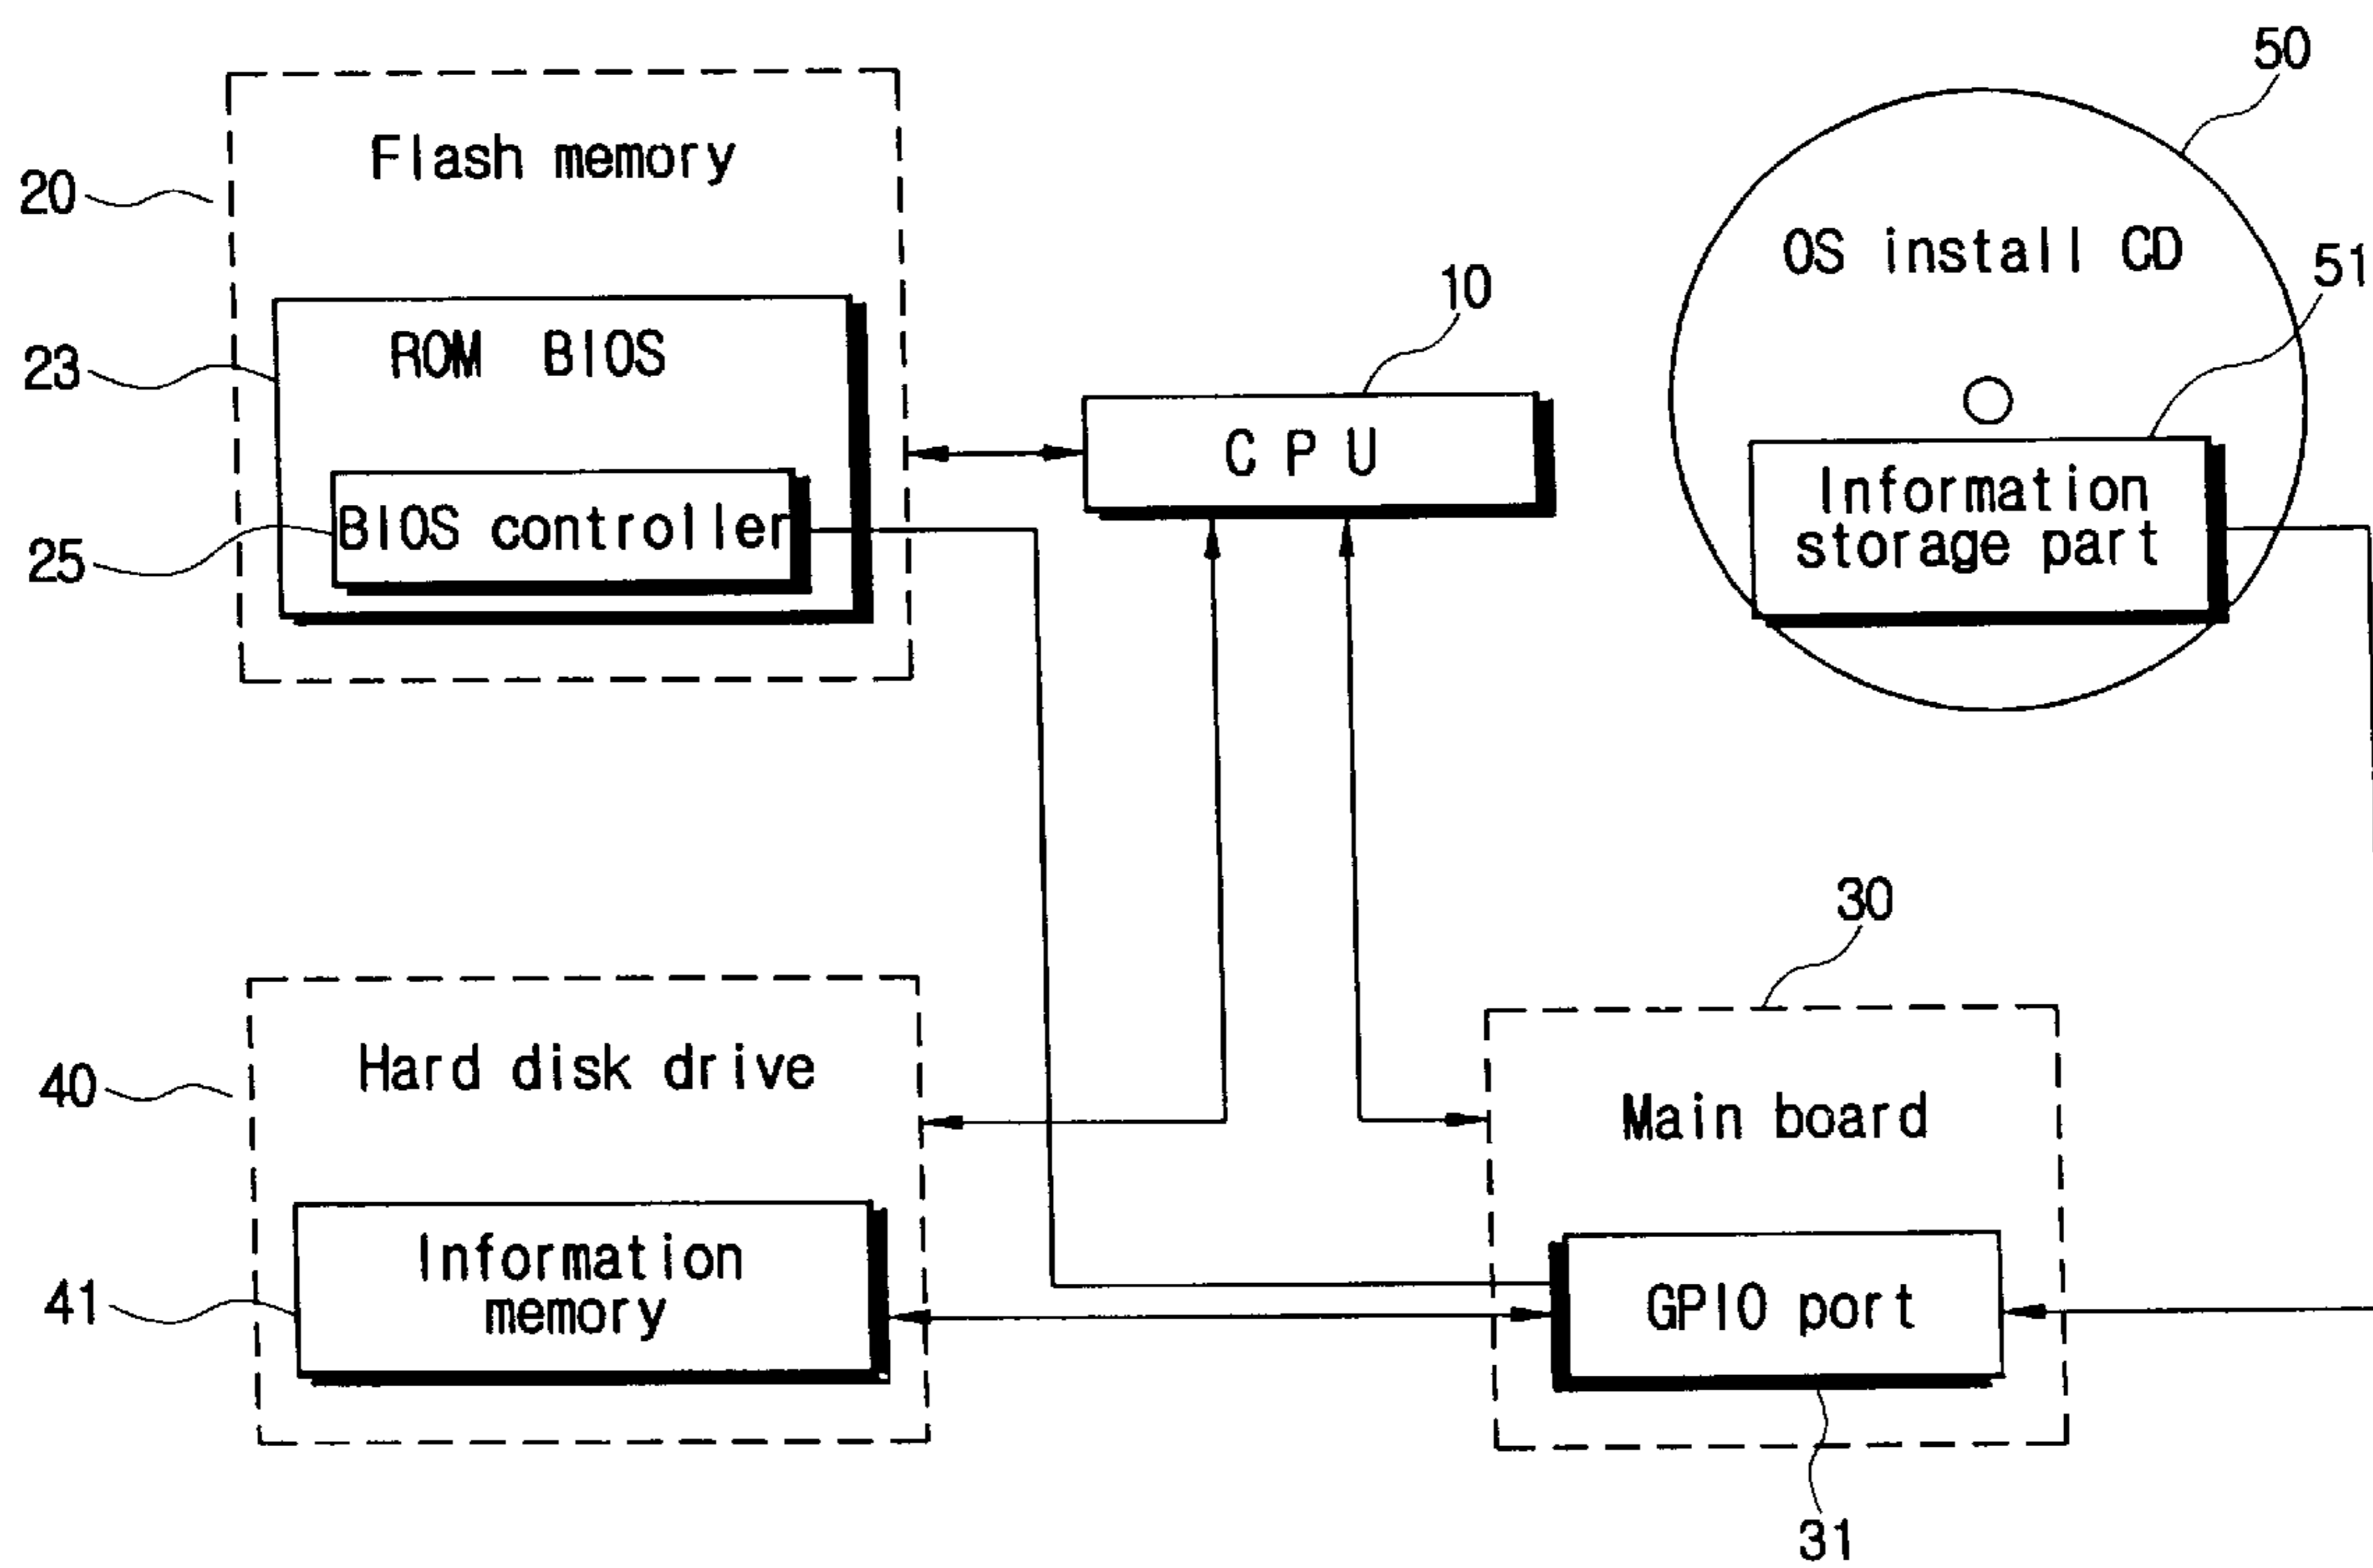 50
Flash memory
20
OS install CD
51
10
ROM BIOS
23
CPU
Information
storage part
BIOS controller
25
30
Hard disk drive
40
Main board
Information
memory
41
GPIO port
31